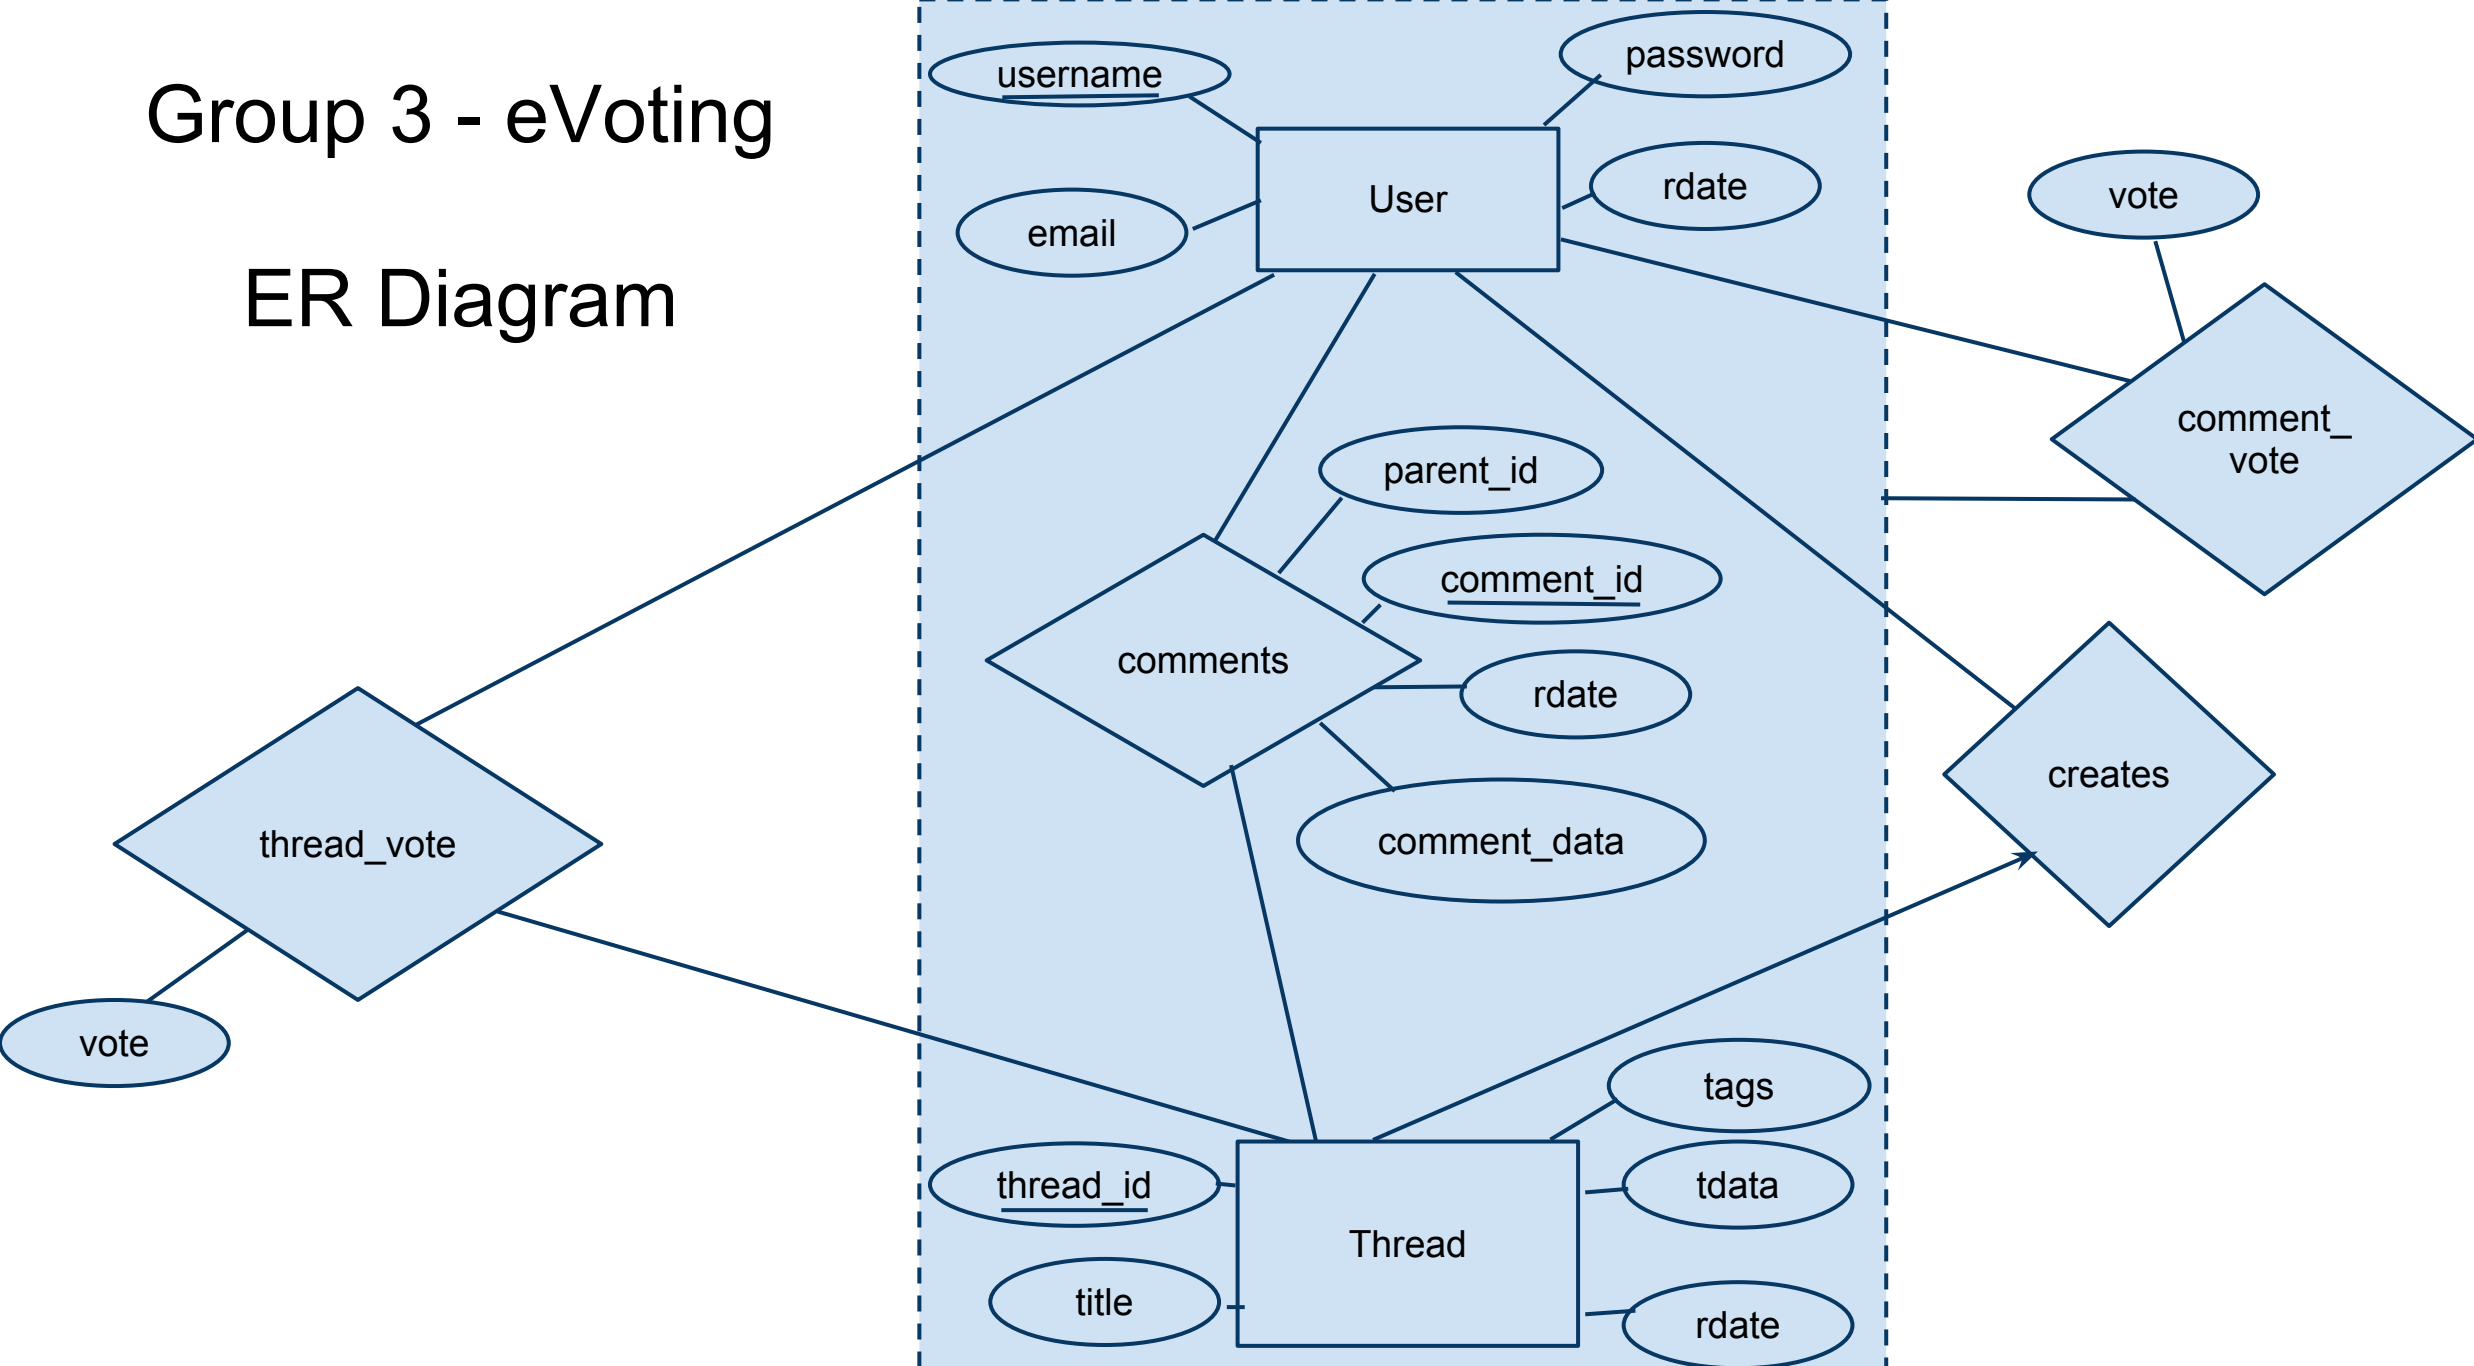 Group 3 - eVoting
ER Diagram
username
password
User
rdate
email
vote
comment_
vote
parent_id
comment_id
comments
rdate
creates
thread_vote
comment_data
vote
tags
thread_id
tdata
Thread
title
rdate